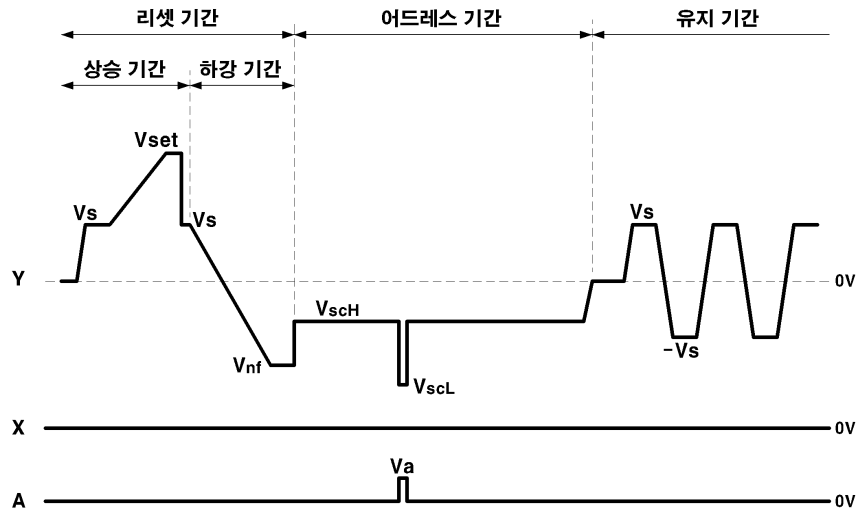 리셋 기간 어드레스 기간 유지 기간
상승 기간 하강 기간
Vset
Vs Vs Vs
Y 0V
VscH
Vnf -Vs
VscL
X 0V
Va
A 0V